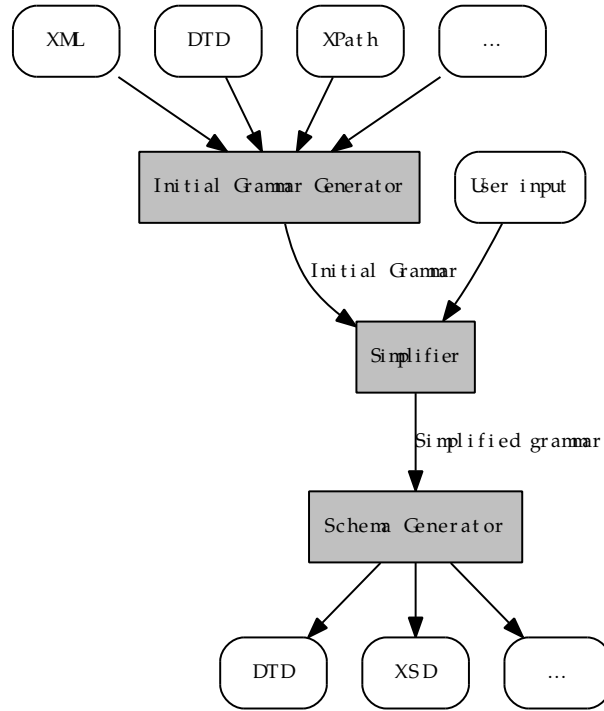 XML
DTD
XPath
...
Initial Grammar Generator
User input
Initial Grammar
Simplifier
Simplified grammar
Schema Generator
DTD
XSD
...